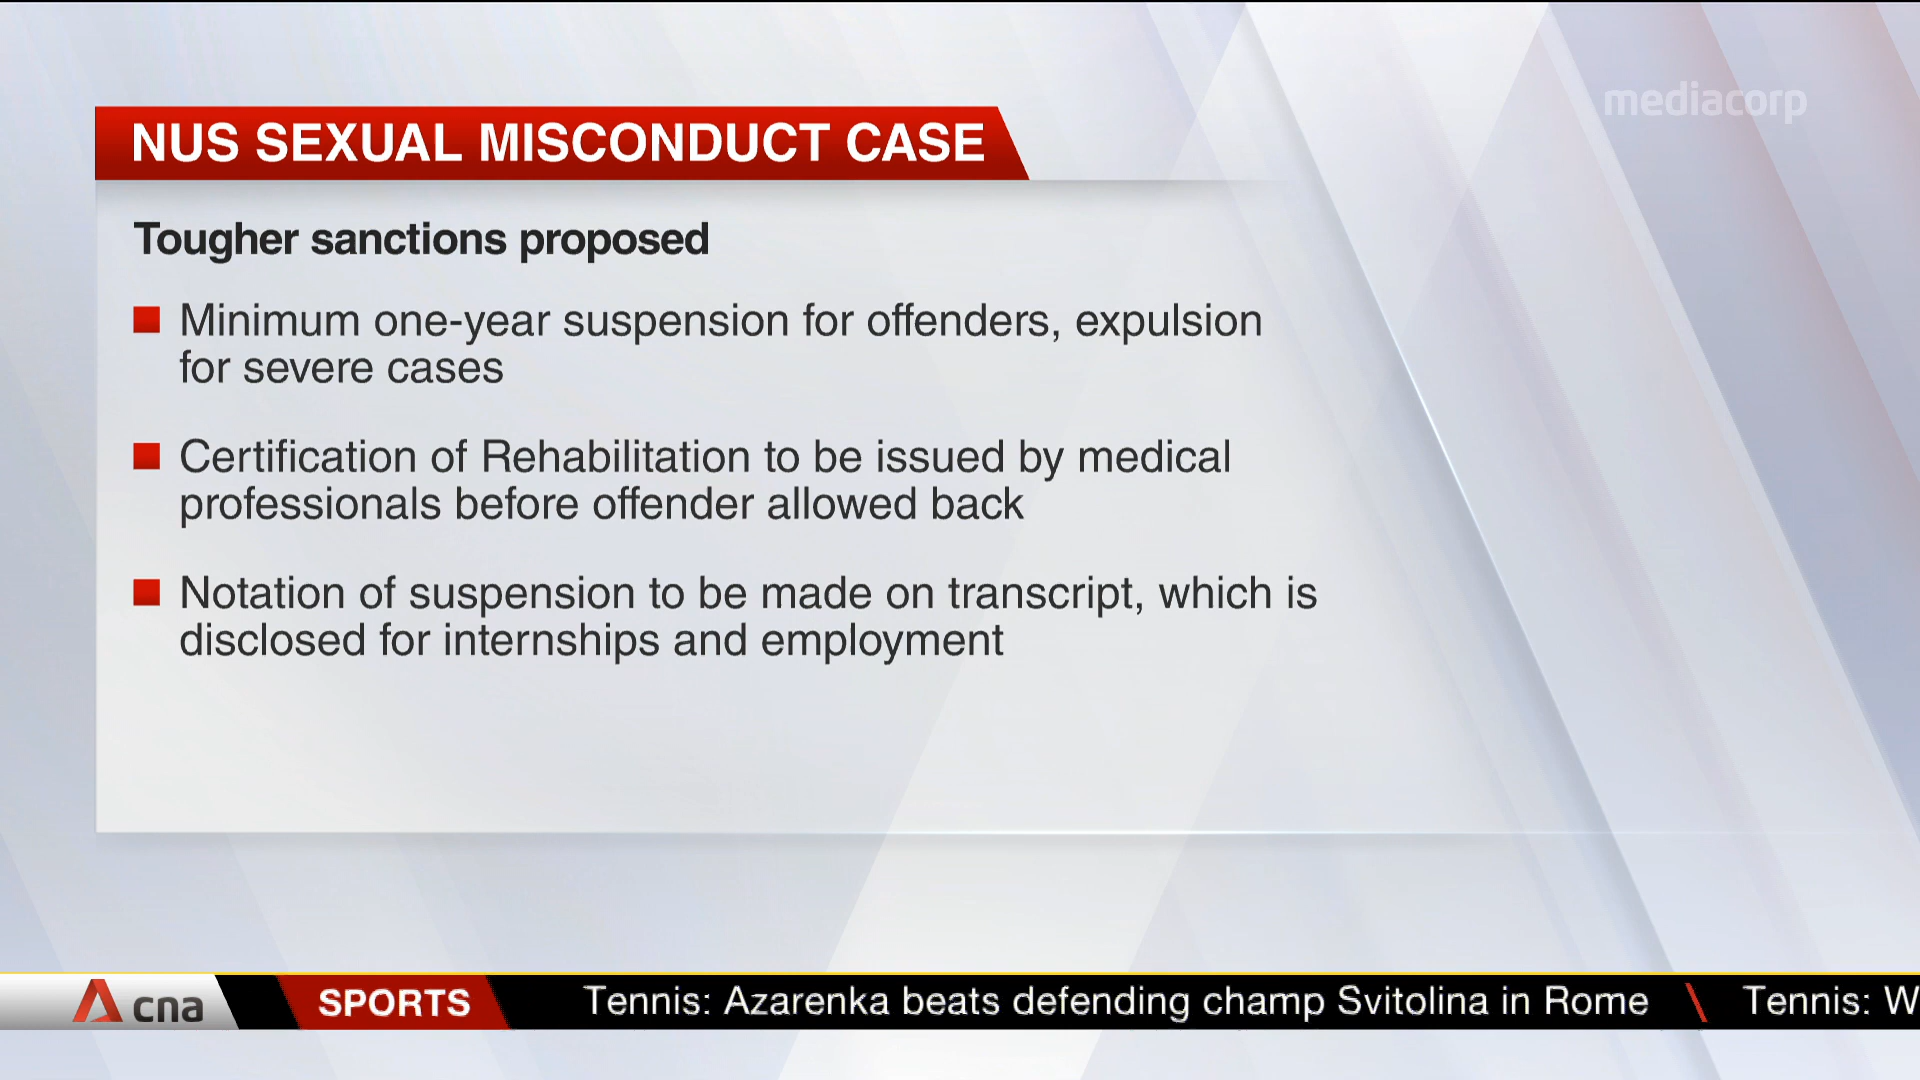 mediacorp
NUS SEXUAL MISCONDUCT CASE
Tougher sanctions proposed
Minimum one-year suspension for offenders, expulsion
for severe cases
Certification of Rehabilitation to be issued by medical
professionals before offender allowed back
Notation of suspension to be made on transcript, which is
disclosed for internships and employment
cna SPORTS Tennis: Azarenka beats defending champ Svitolina in Rome \ Tennis: W